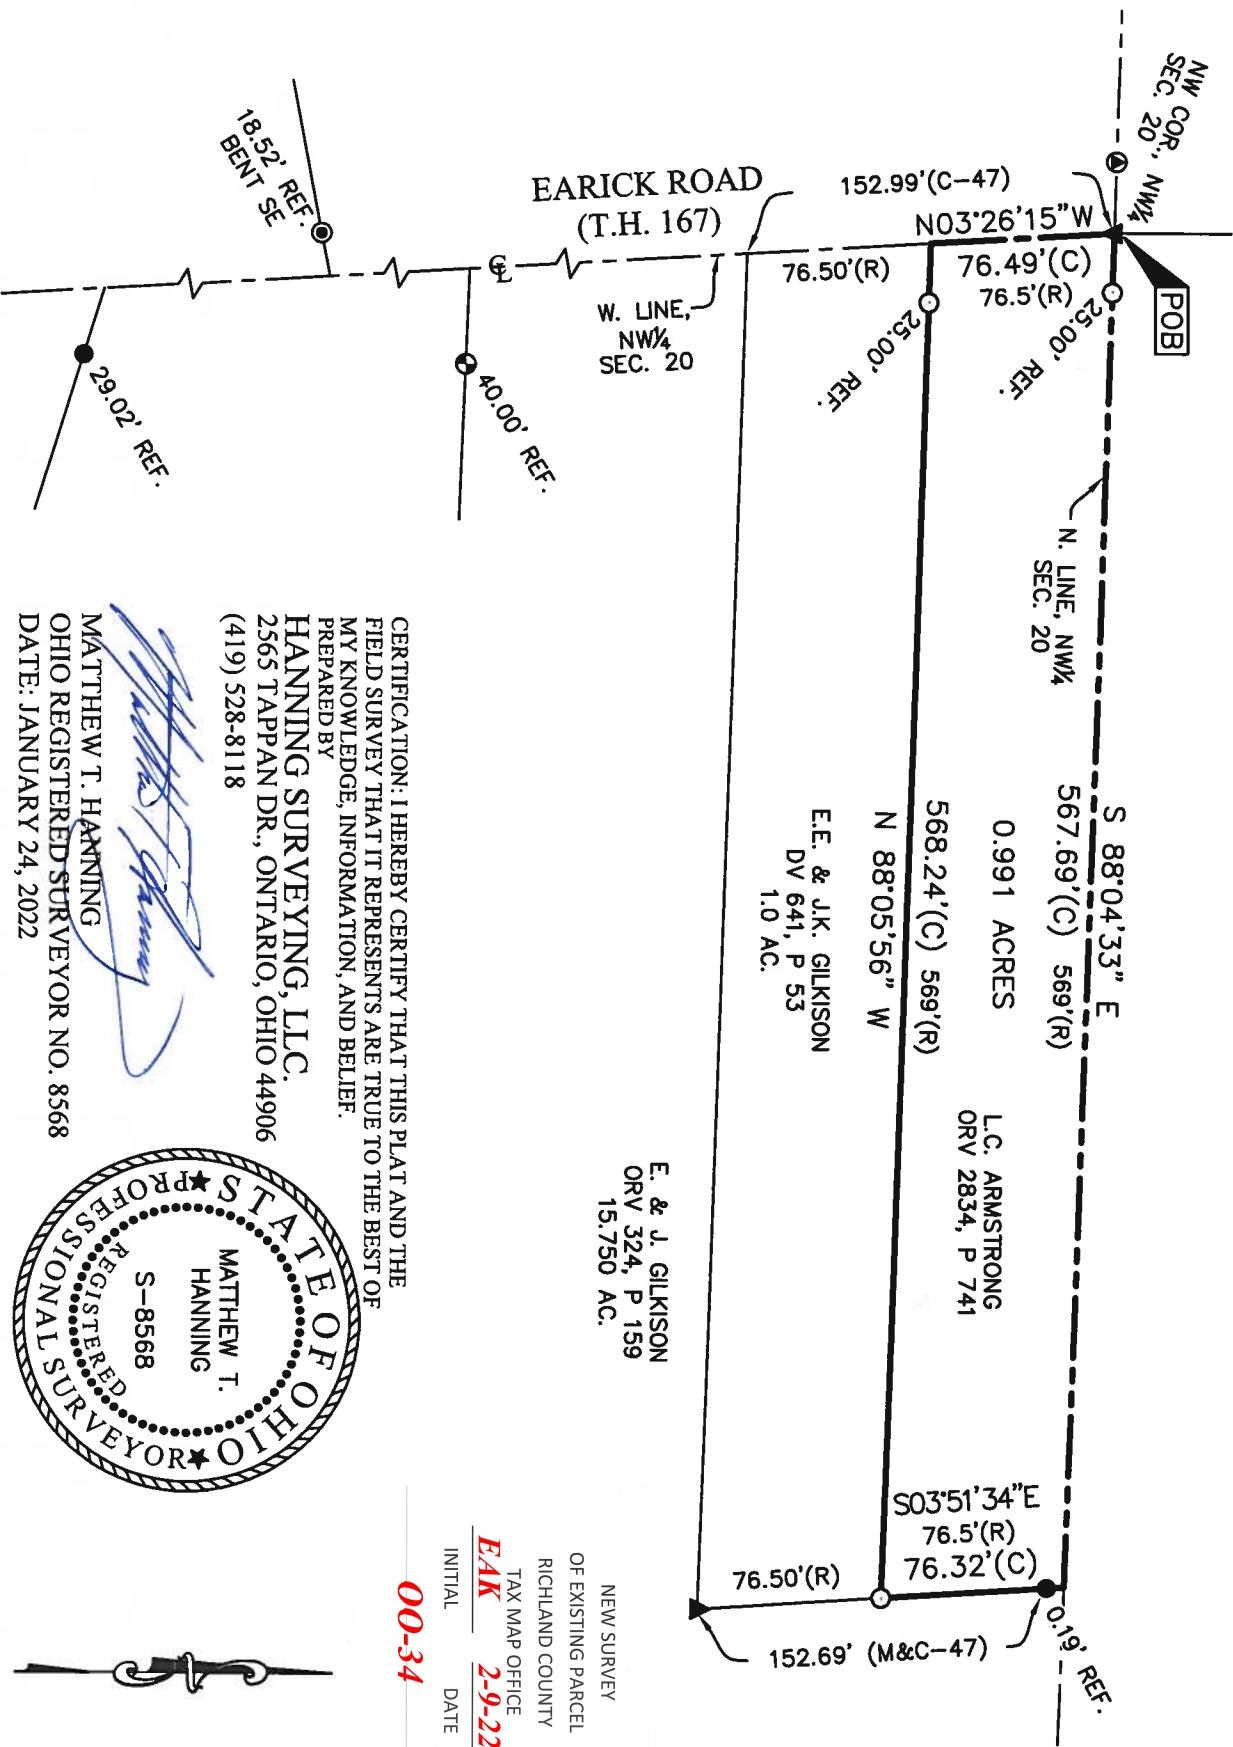 NW COR., NW¼
SEC. 20
POB
152.99'(C-47)
N03°26'15"W
76.49'(C)
76.5'(R)
76.50'(R)
25.00' REF.
25.00' REF.
EARICK ROAD
(T.H. 167)
℄
W. LINE,
NW¼
SEC. 20
18.52' REF.
BENT SE
40.00' REF.
29.02' REF.
N. LINE, NW¼
SEC. 20
S 88°04'33" E
567.69'(C) 569'(R)
0.991 ACRES
L.C. ARMSTRONG
ORV 2834, P 741
568.24'(C) 569'(R)
N 88°05'56" W
E.E. & J.K. GILKISON
DV 641, P 53
1.0 AC.
E. & J. GILKISON
ORV 324, P 159
15.750 AC.
S03°51'34"E
76.5'(R)
76.32'(C)
76.50'(R)
152.69' (M&C-47)
0.19' REF.
CERTIFICATION: I HEREBY CERTIFY THAT THIS PLAT AND THE
FIELD SURVEY THAT IT REPRESENTS ARE TRUE TO THE BEST OF
MY KNOWLEDGE, INFORMATION, AND BELIEF.
PREPARED BY
HANNING SURVEYING, LLC.
2565 TAPPAN DR., ONTARIO, OHIO 44906
(419) 528-8118
MATTHEW T. HANNING
OHIO REGISTERED SURVEYOR NO. 8568
DATE: JANUARY 24, 2022
STATE OF OHIO
MATTHEW T.
HANNING
S-8568
REGISTERED
★PROFESSIONAL SURVEYOR★
NEW SURVEY
OF EXISTING PARCEL
RICHLAND COUNTY
TAX MAP OFFICE
EAK 2-9-22
INITIAL DATE
OO-34